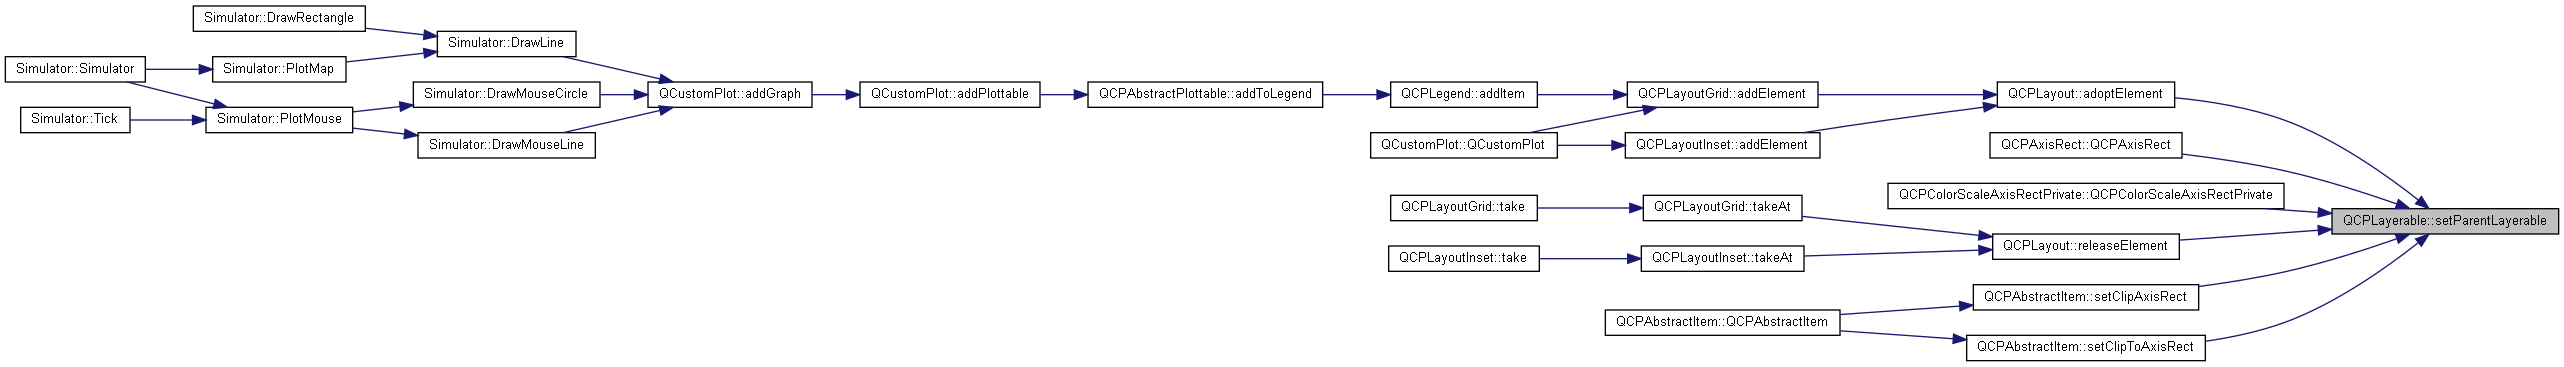 Simulator::DrawRectangle
Simulator::DrawLine
Simulator::Simulator
Simulator::PlotMap
Simulator::DrawMouseCircle
QCustomPlot::addGraph
QCustomPlot::addPlottable
QCPAbstractPlottable::addToLegend
QCPLegend::addItem
QCPLayoutGrid::addElement
QCPLayout::adoptElement
Simulator::Tick
Simulator::PlotMouse
Simulator::DrawMouseLine
QCustomPlot::QCustomPlot
QCPLayoutInset::addElement
QCPAxisRect::QCPAxisRect
QCPColorScaleAxisRectPrivate::QCPColorScaleAxisRectPrivate
QCPLayoutGrid::take
QCPLayoutGrid::takeAt
QCPLayerable::setParentLayerable
QCPLayout::releaseElement
QCPLayoutInset::take
QCPLayoutInset::takeAt
QCPAbstractItem::setClipAxisRect
QCPAbstractItem::QCPAbstractItem
QCPAbstractItem::setClipToAxisRect